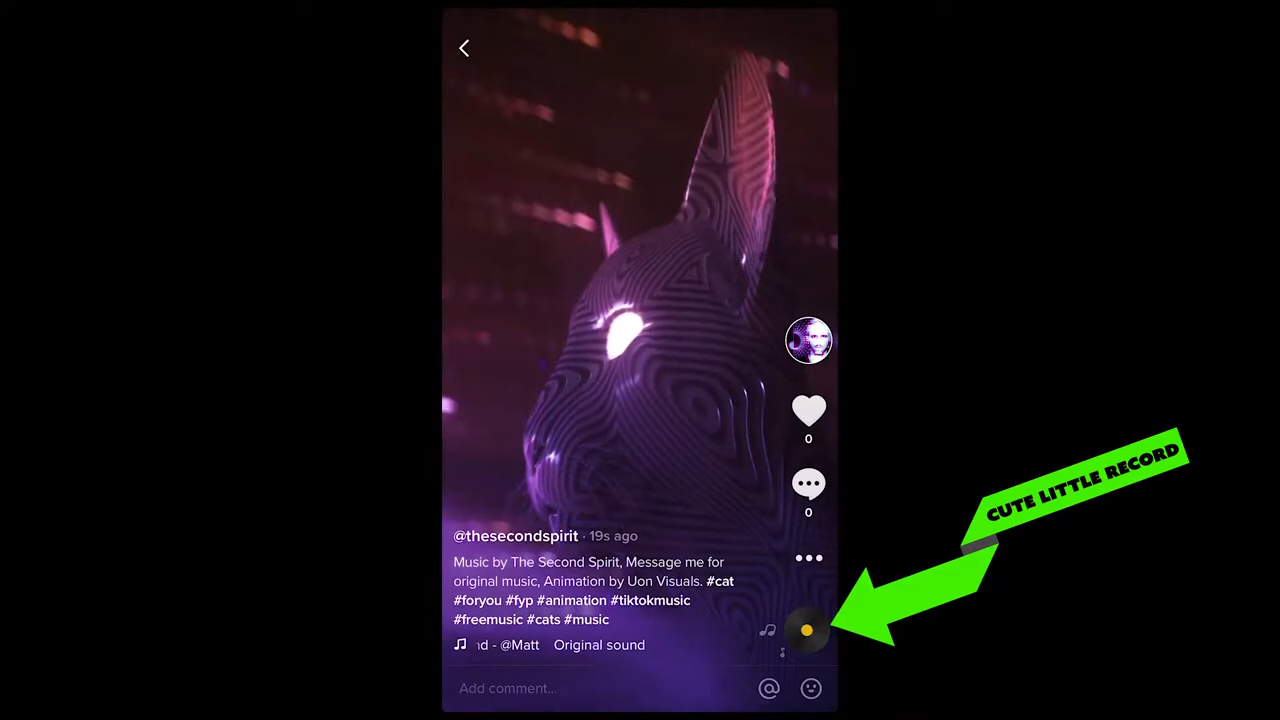 0
CUTE LITTLE RECORD
0
@thesecondspirit · 19s ago
Music by The Second Spirit, Message me for
original music, Animation by Uon Visuals. #cat
#foryou #fyp #animation #tiktokmusic
#freemusic #cats #music
nd - @Matt Original sound
Add comment...